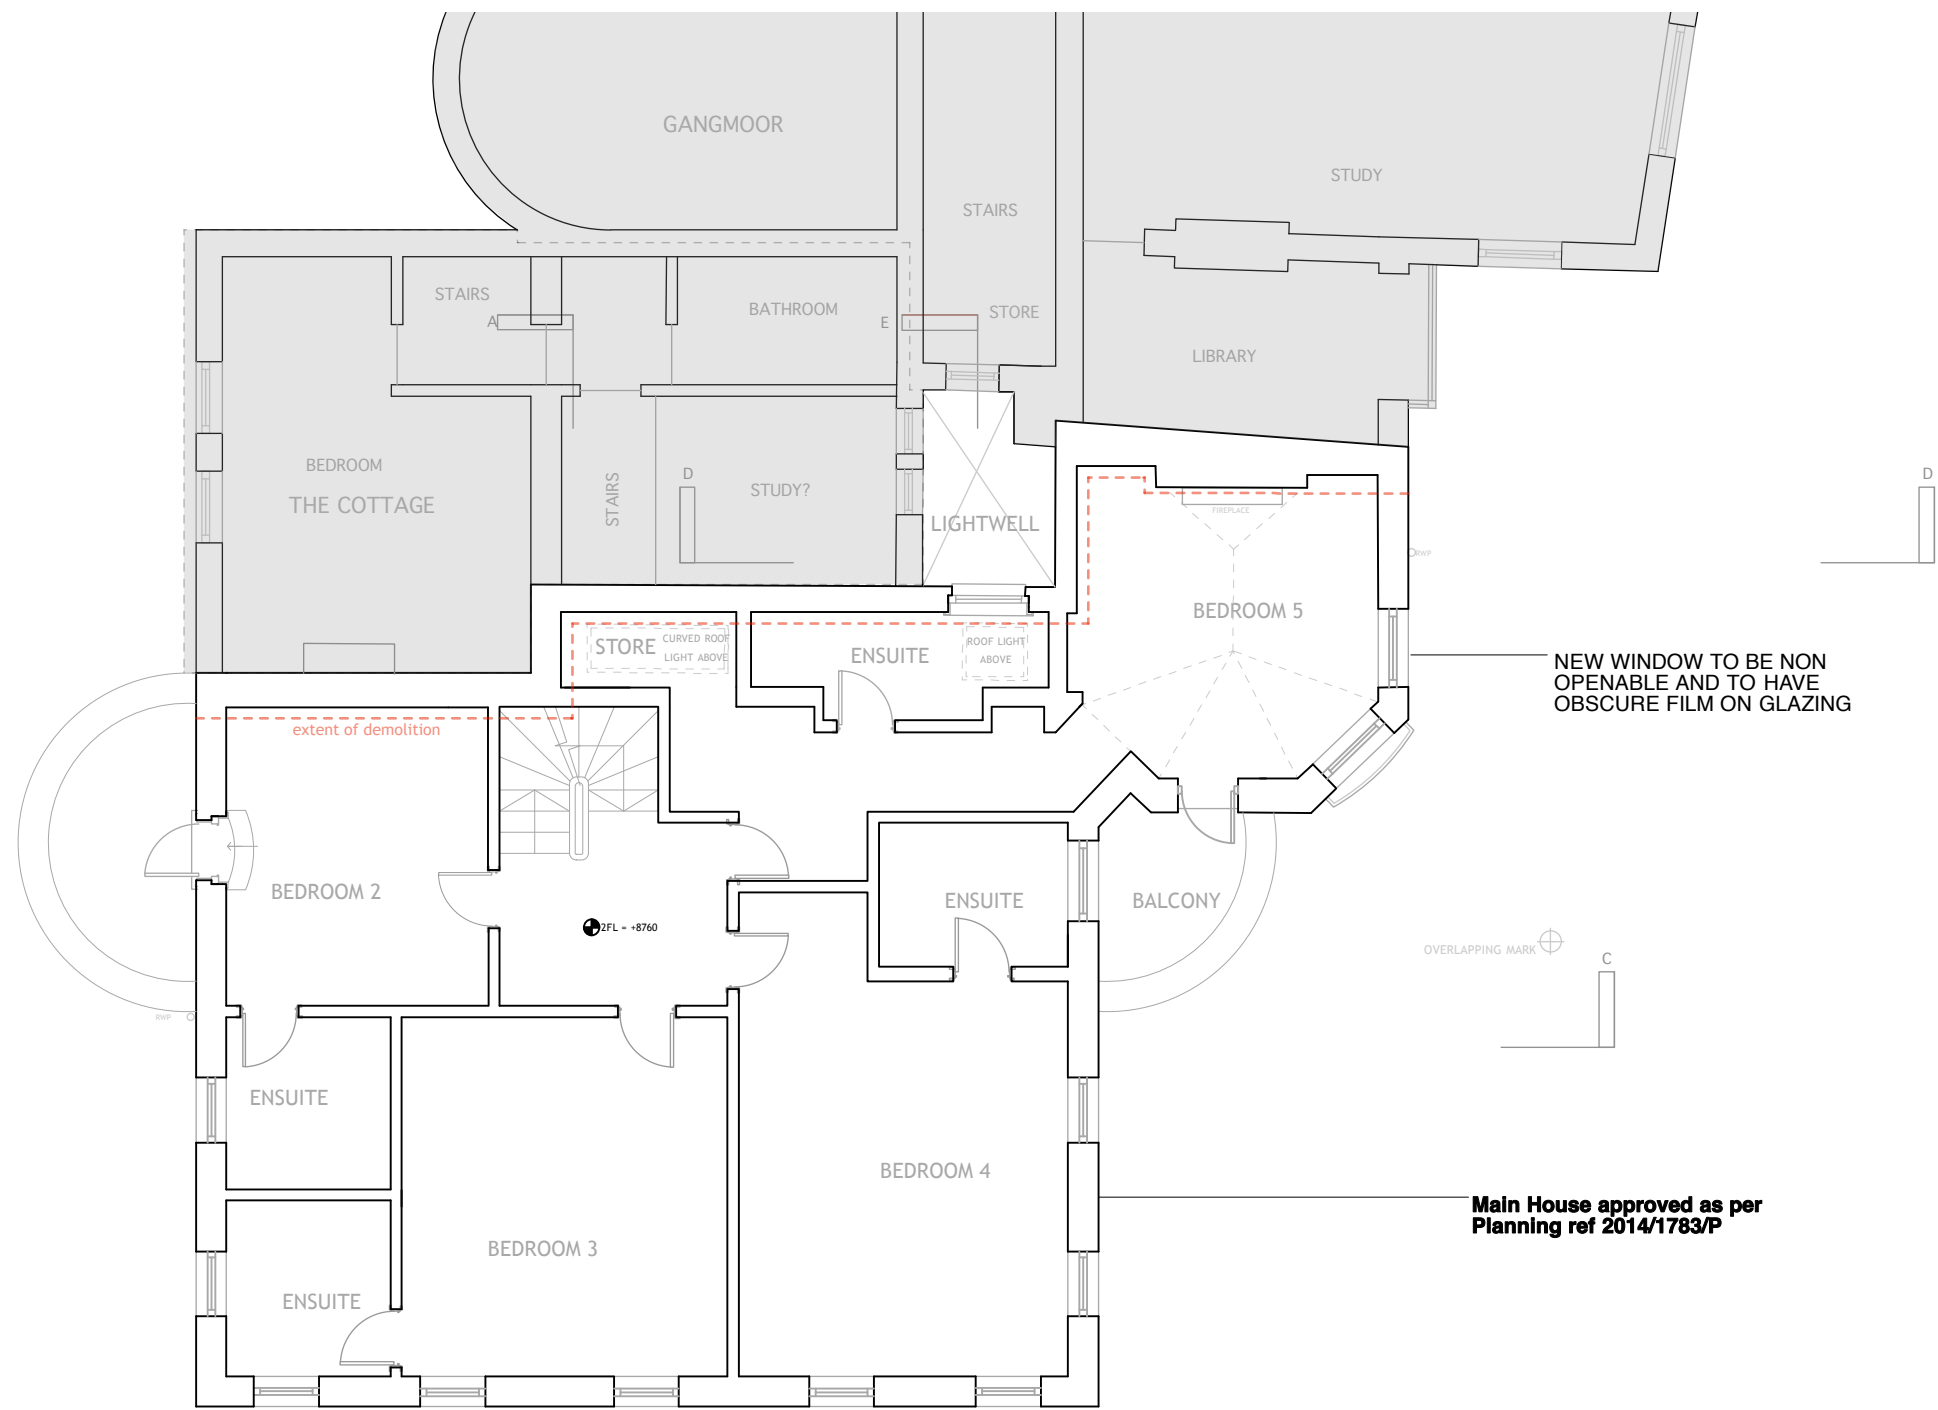 GANGMOOR
STUDY
STAIRS
STAIRS
A
BATHROOM
E
STORE
LIBRARY
BEDROOM
THE COTTAGE
STAIRS
D
STUDY?
LIGHTWELL
D
FIREPLACE
RWP
BEDROOM 5
STORE
CURVED ROOF
LIGHT ABOVE
ENSUITE
ROOF LIGHT
ABOVE
NEW WINDOW TO BE NON
OPENABLE AND TO HAVE
OBSCURE FILM ON GLAZING
extent of demolition
BEDROOM 2
2FL = +8760
ENSUITE
BALCONY
OVERLAPPING MARK
C
RWP
ENSUITE
BEDROOM 4
Main House approved as per
Planning ref 2014/1783/P
BEDROOM 3
ENSUITE